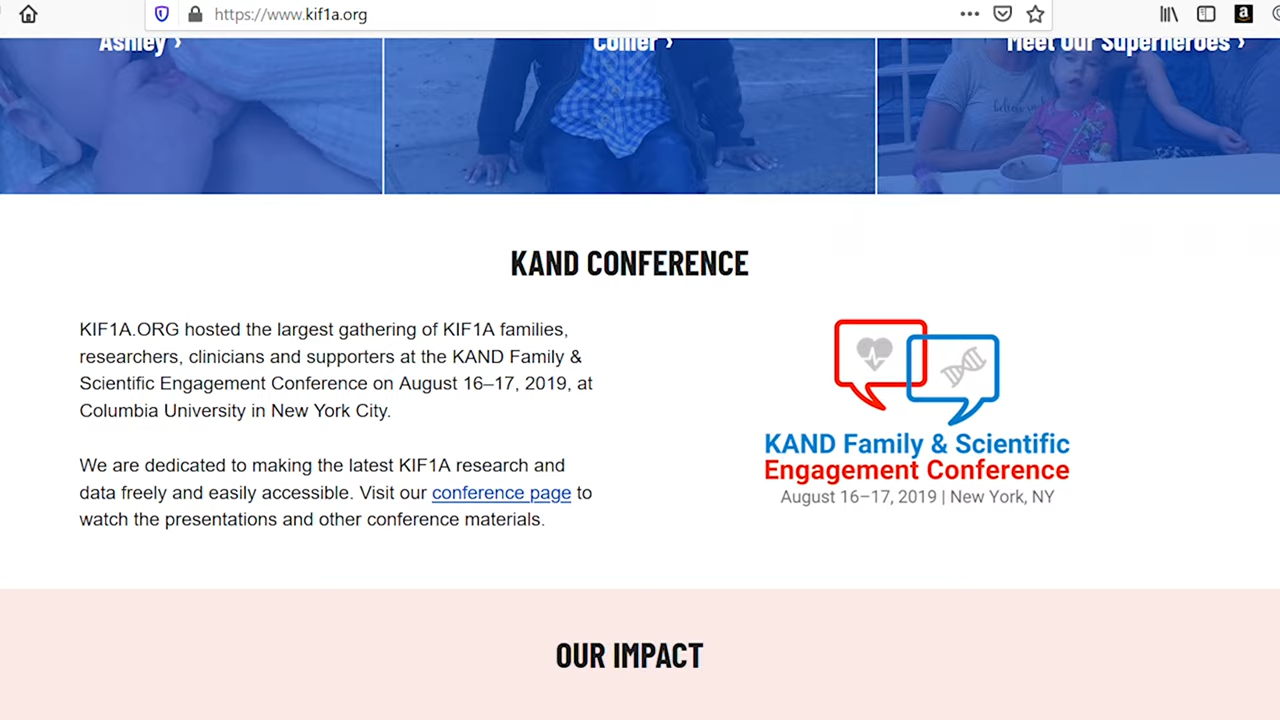 https://www.kif1a.org
Ashley ›
Collier ›
Meet Our Superheroes ›
KAND CONFERENCE
KIF1A.ORG hosted the largest gathering of KIF1A families,
researchers, clinicians and supporters at the KAND Family &
Scientific Engagement Conference on August 16–17, 2019, at
Columbia University in New York City.
We are dedicated to making the latest KIF1A research and
data freely and easily accessible. Visit our conference page to
watch the presentations and other conference materials.
KAND Family & Scientific
Engagement Conference
August 16–17, 2019 | New York, NY
OUR IMPACT